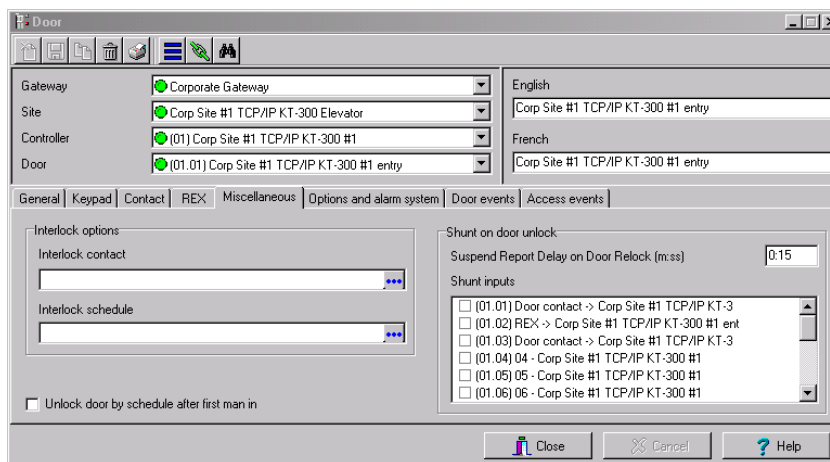 Door
Gateway
Corporate Gateway
Site
Corp Site #1 TCP/IP KT-300 Elevator
Controller
(01) Corp Site #1 TCP/IP KT-300 #1
Door
(01.01) Corp Site #1 TCP/IP KT-300 #1 entry
English
Corp Site #1 TCP/IP KT-300 #1 entry
French
Corp Site #1 TCP/IP KT-300 #1 entry
General Keypad Contact REX Miscellaneous Options and alarm system Door events Access events
Interlock options
Interlock contact
Interlock schedule
Unlock door by schedule after first man in
Shunt on door unlock
Suspend Report Delay on Door Relock (m:ss) 0:15
Shunt inputs
(01.01) Door contact -> Corp Site #1 TCP/IP KT-3
(01.02) REX -> Corp Site #1 TCP/IP KT-300 #1 ent
(01.03) Door contact -> Corp Site #1 TCP/IP KT-3
(01.04) 04 - Corp Site #1 TCP/IP KT-300 #1
(01.05) 05 - Corp Site #1 TCP/IP KT-300 #1
(01.06) 06 - Corp Site #1 TCP/IP KT-300 #1
Close Cancel Help